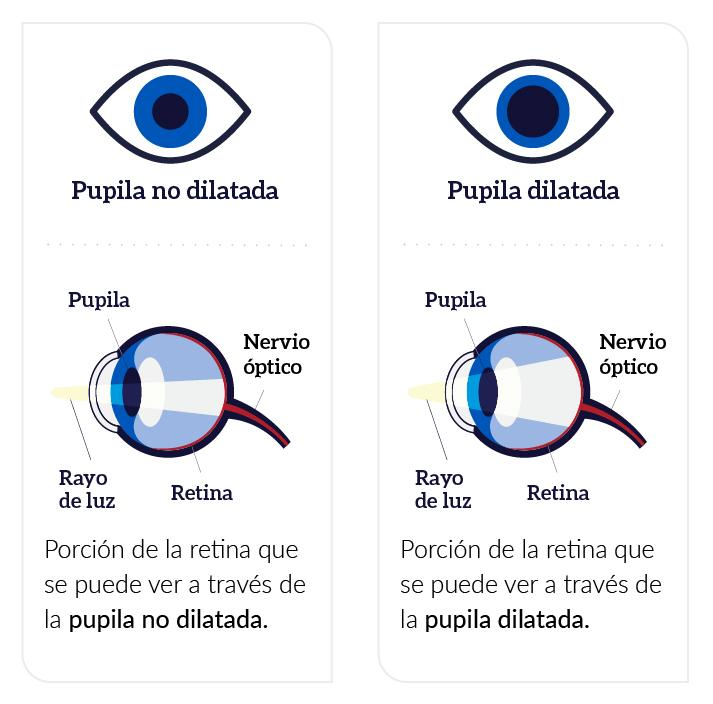 Pupila no dilatada
Pupila
Nervio
óptico
Rayo
de luz
Retina
Porción de la retina que
se puede ver a través de
la pupila no dilatada.
Pupila dilatada
Pupila
Nervio
óptico
Rayo
de luz
Retina
Porción de la retina que
se puede ver a través de
la pupila dilatada.